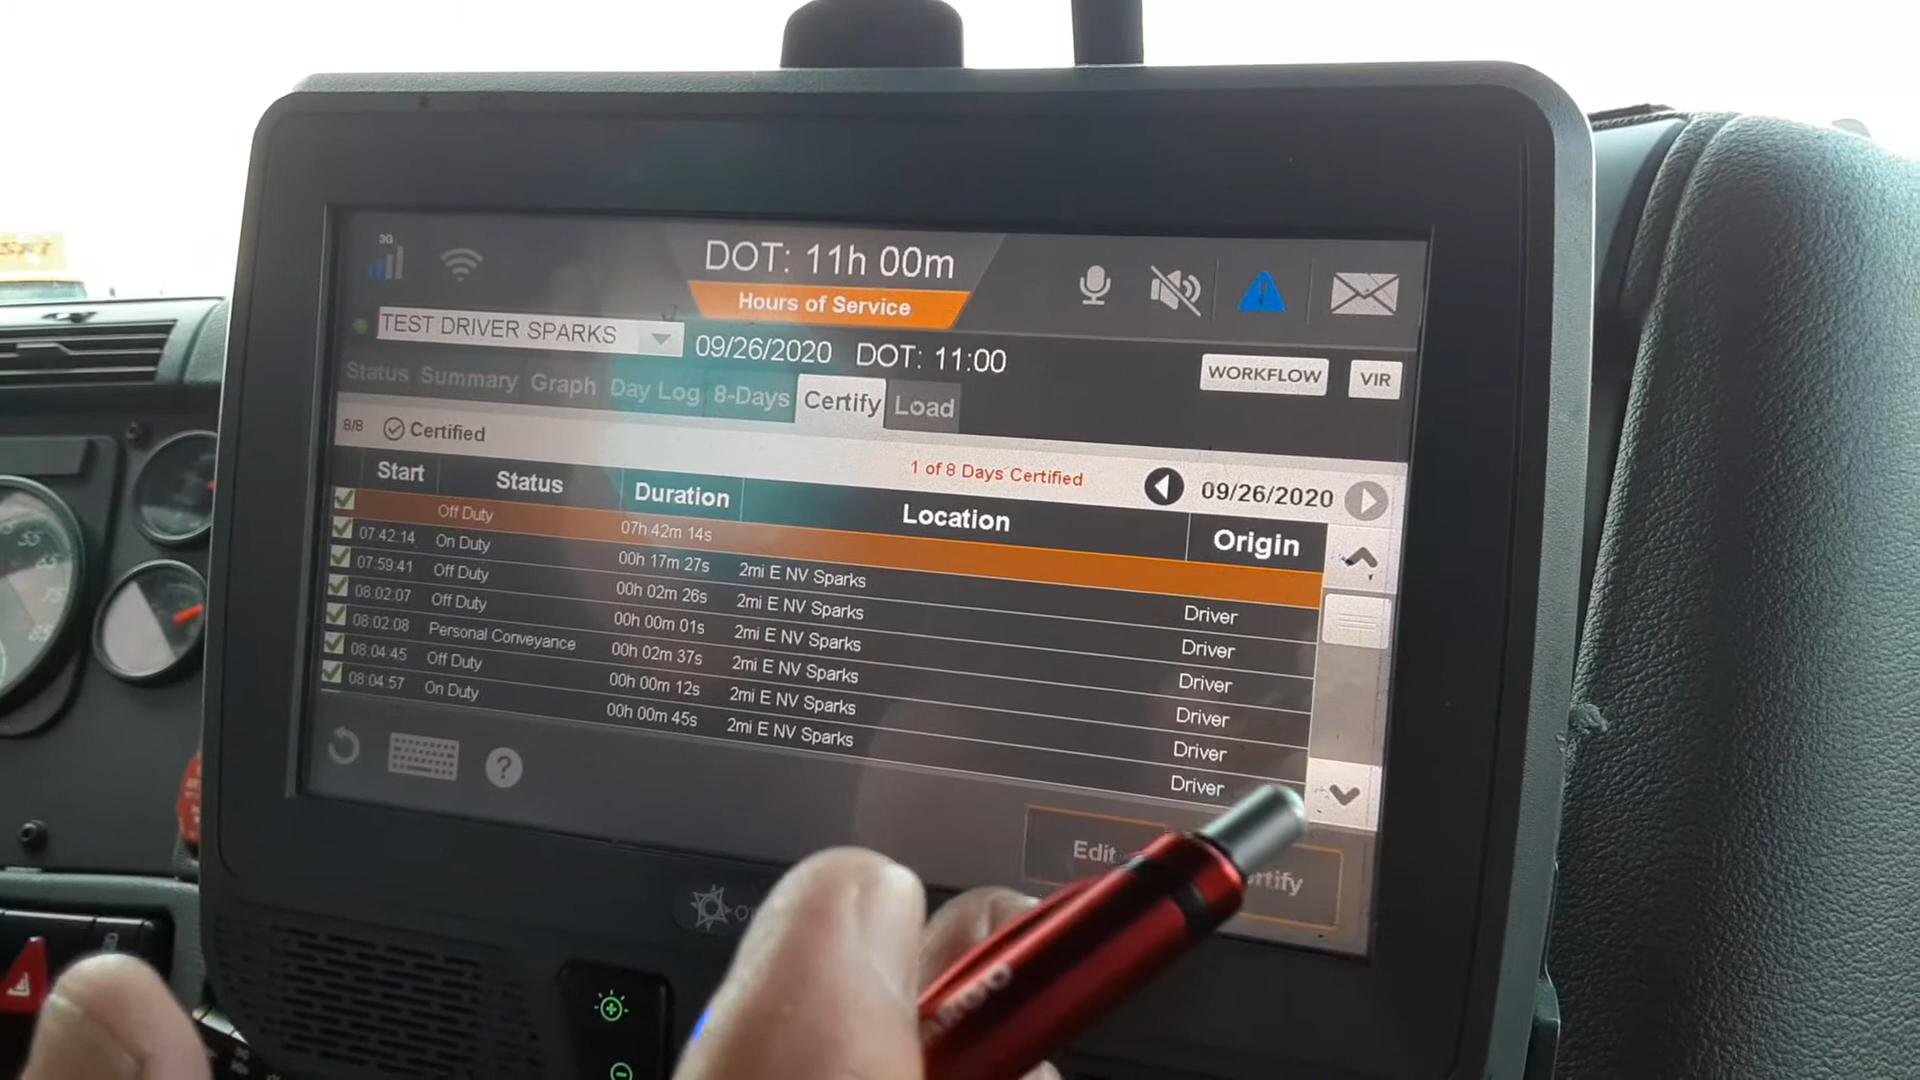 3G
DOT: 11h 00m
Hours of Service
TEST DRIVER SPARKS
09/26/2020 DOT: 11:00
WORKFLOW VIR
Status Summary Graph Day Log 8-Days Certify Load
8/8 Certified
1 of 8 Days Certified
09/26/2020
Start Status Duration Location Origin
Off Duty 07h 42m 14s
07:42:14 On Duty 00h 17m 27s 2mi E NV Sparks Driver
07:59:41 Off Duty 00h 02m 26s 2mi E NV Sparks Driver
08:02:07 Off Duty 00h 00m 01s 2mi E NV Sparks Driver
08:02:08 Personal Conveyance 00h 02m 37s 2mi E NV Sparks Driver
08:04:45 Off Duty 00h 00m 12s 2mi E NV Sparks Driver
08:04:57 On Duty 00h 00m 45s 2mi E NV Sparks Driver
?
Edit